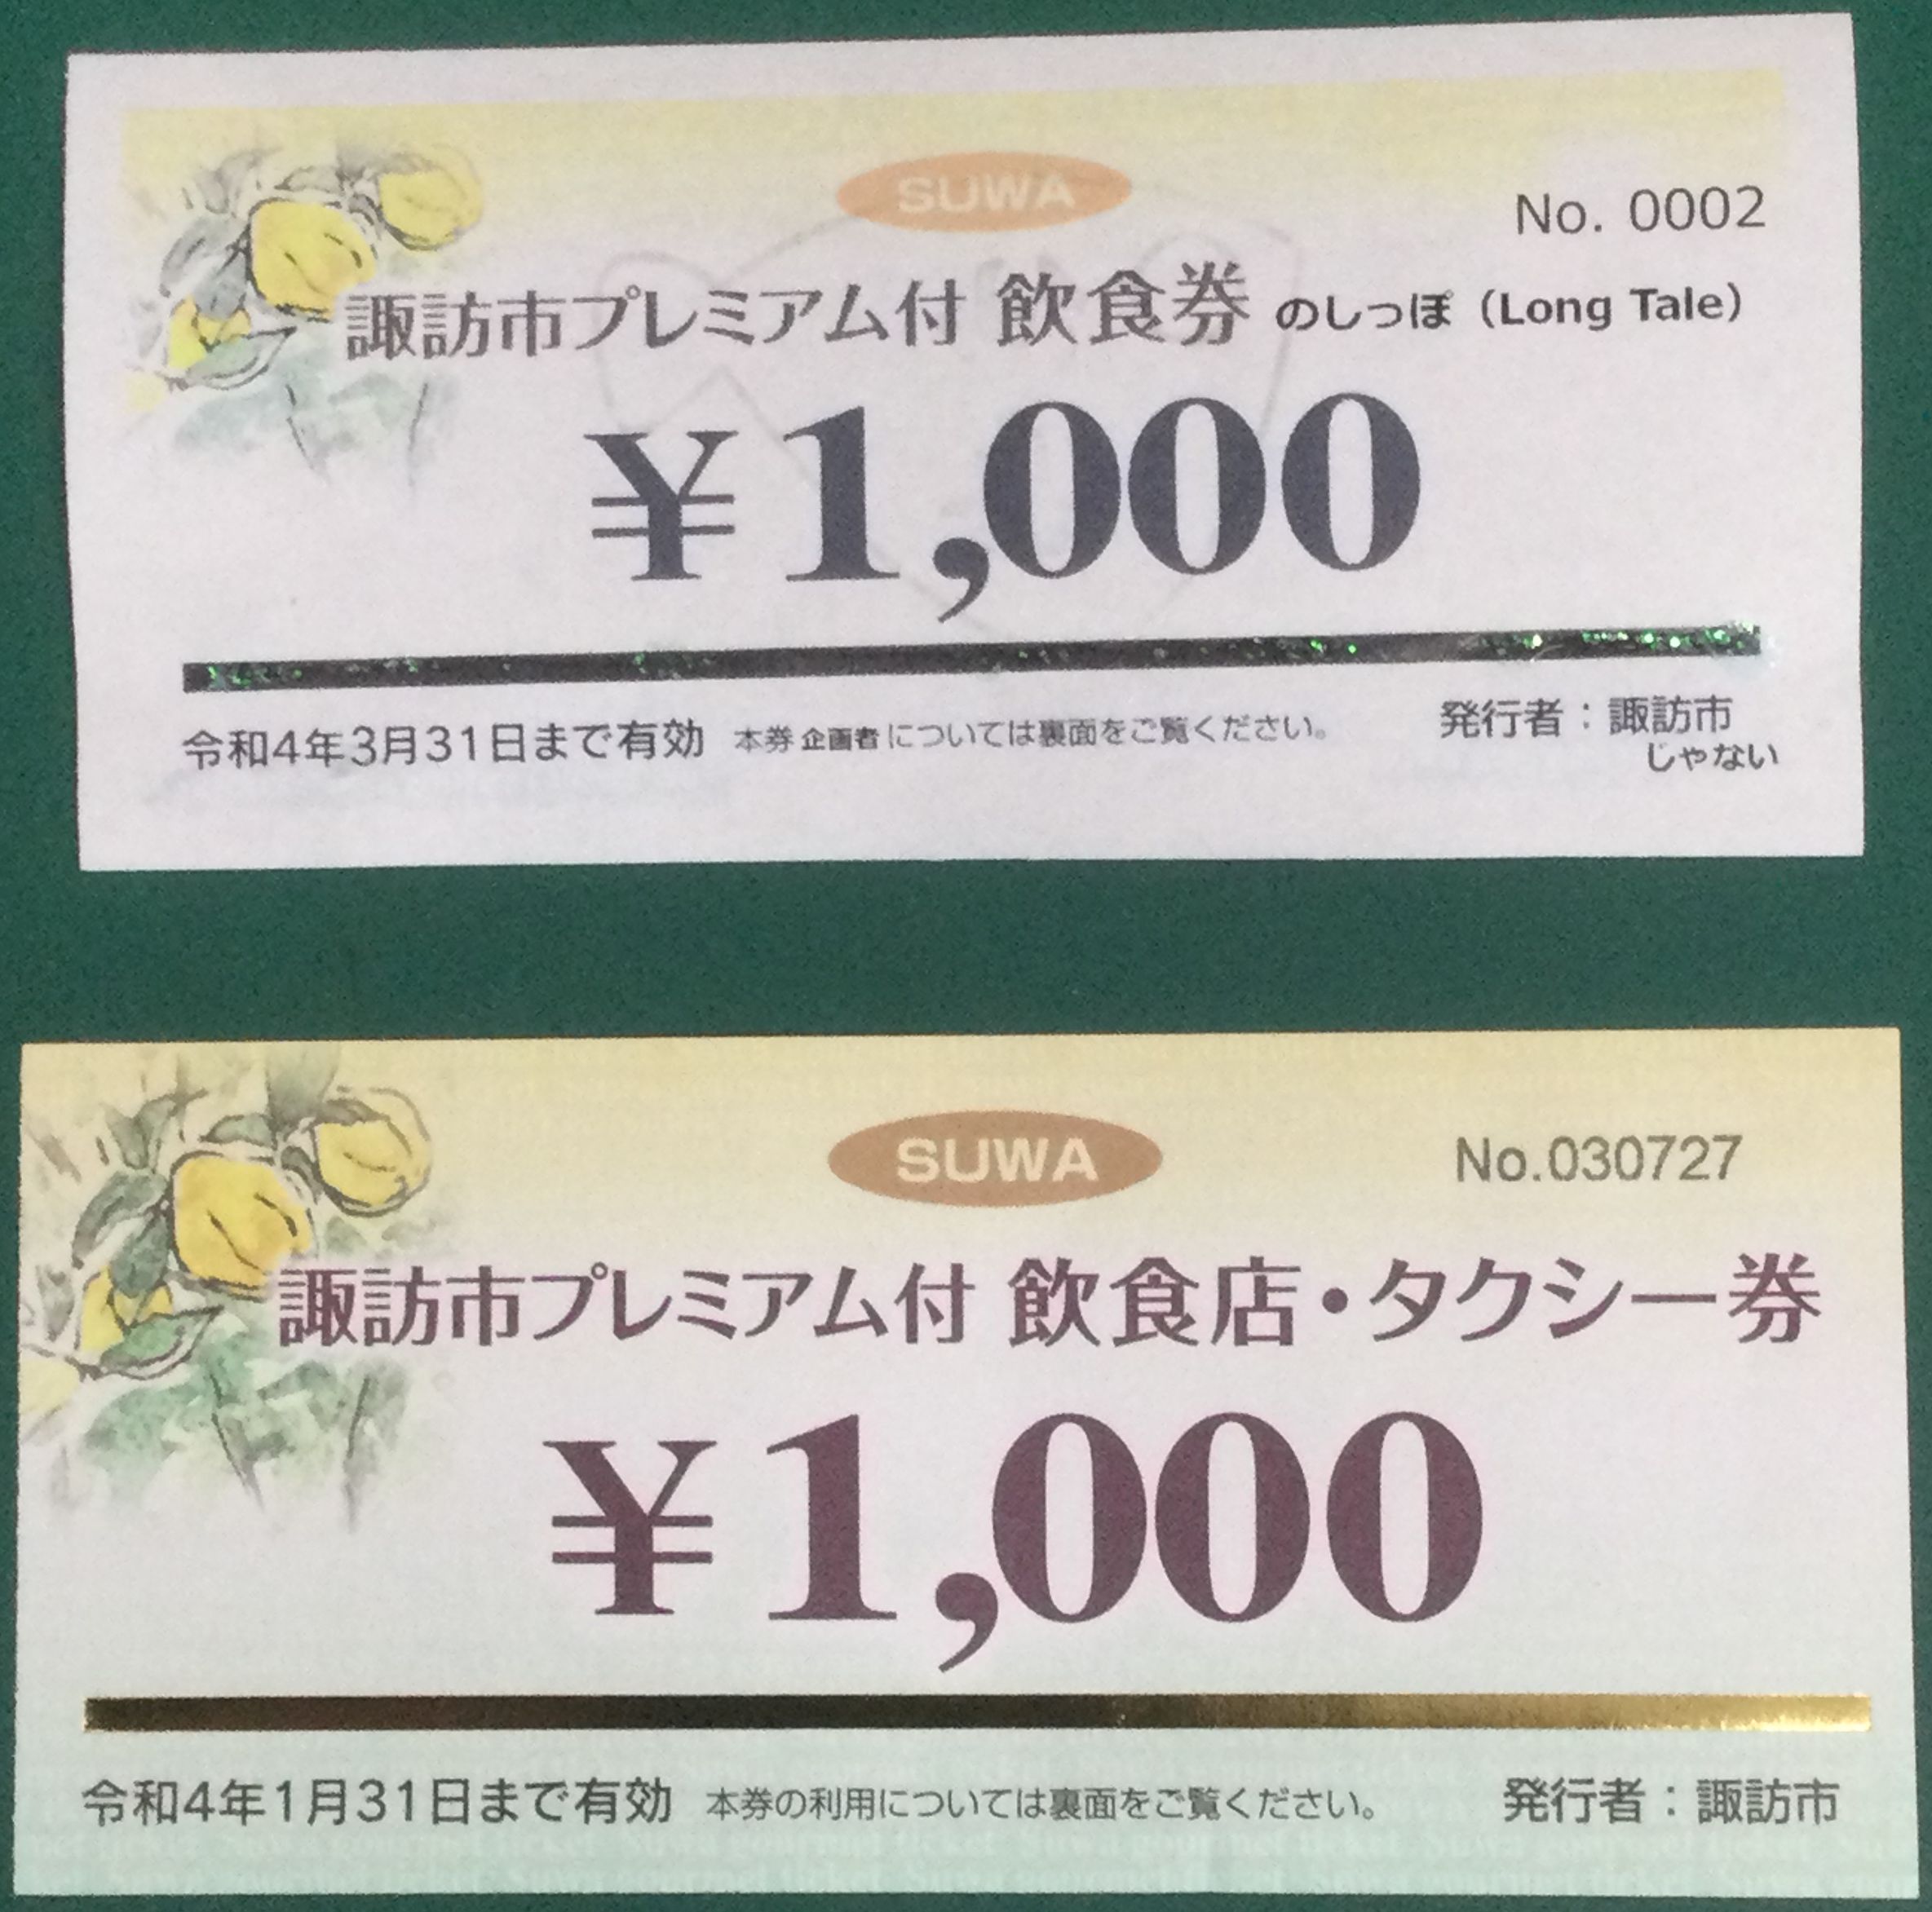 SUWA
No. 0002
諏訪市プレミアム付 飲食券 のしっぽ（Long Tale）
¥1,000
令和4年3月31日まで有効 本券企画者については裏面をご覧ください。 発行者：諏訪市
じゃない
SUWA
No.030727
諏訪市プレミアム付 飲食店・タクシー券
¥1,000
令和4年1月31日まで有効 本券の利用については裏面をご覧ください。 発行者：諏訪市